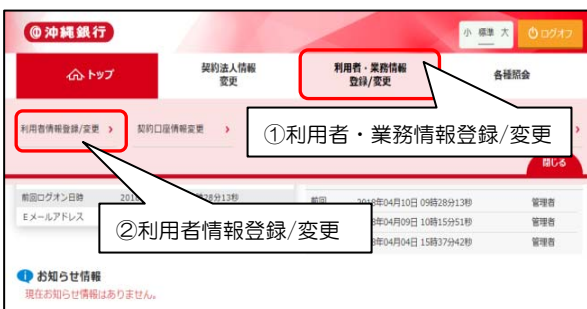 沖縄銀行
小 標準 大
ログオフ
トップ
契約法人情報
変更
利用者・業務情報
登録/変更
各種照会
利用者情報登録/変更
契約口座情報変更
①利用者・業務情報登録/変更
閉じる
前回ログオン日時 201 時28分13秒
Eメールアドレス
②利用者情報登録/変更
前回 2018年04月10日 09時28分13秒 管理者
8年04月09日 10時15分51秒 管理者
8年04月04日 15時37分42秒 管理者
お知らせ情報
現在お知らせ情報はありません。